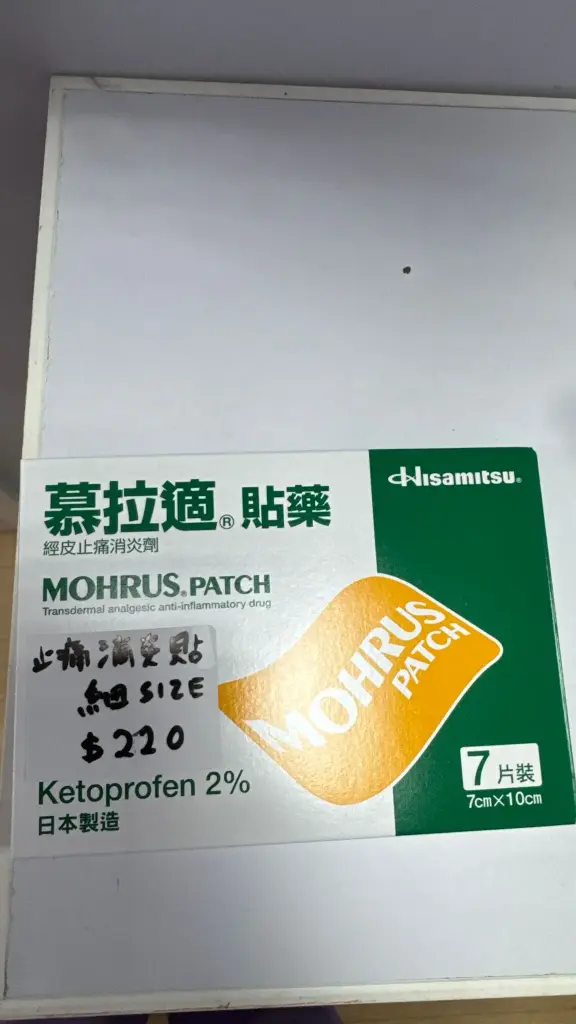 Hisamitsu®
慕拉適® 貼藥
經皮止痛消炎劑
MOHRUS® PATCH
Transdermal analgesic anti-inflammatory drug
止痛消炎貼
細 SIZE
$220
MOHRUS
PATCH
Ketoprofen 2%
日本製造
7片裝
7cm×10cm